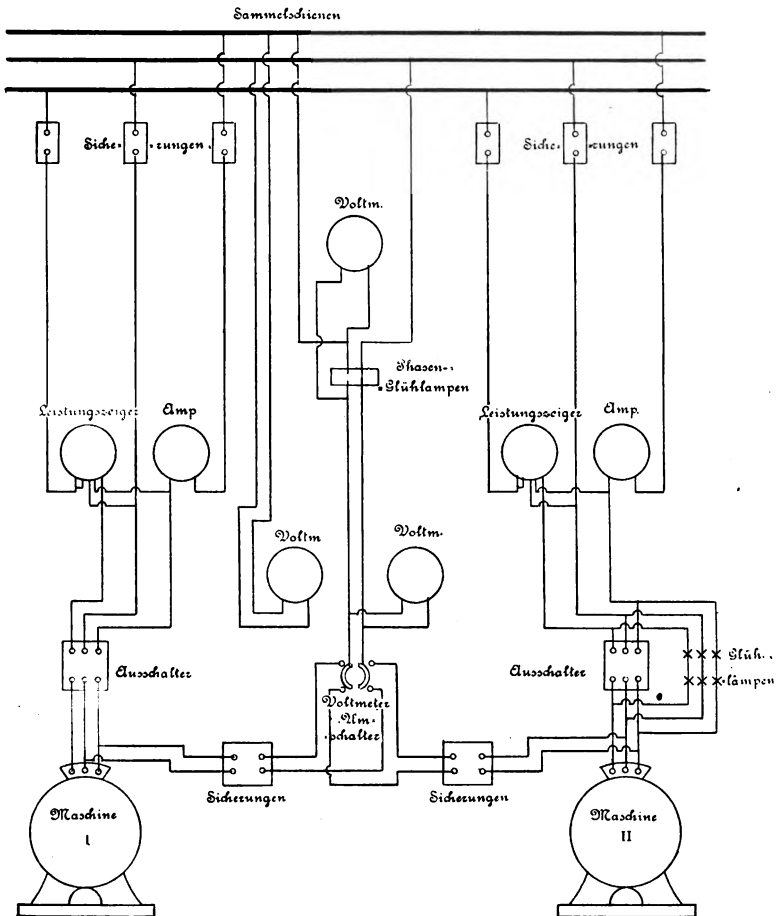 Sammelschienen
Siche- -rungen.
Siche- -rungen
Voltm.
Phasen-
Glühlampen
Leistungszeiger
Amp
Leistungszeiger
Amp.
Voltm
Voltm.
Ausschalter
Voltmeter
Um-
schalter
Ausschalter
Glüh-
lampen
Sicherungen
Sicherungen
Maschine
I
Maschine
II